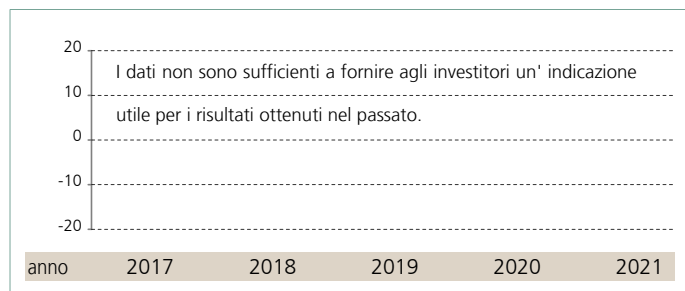 20
I dati non sono sufficienti a fornire agli investitori un' indicazione
10
utile per i risultati ottenuti nel passato.
0
-10
-20
anno 2017 2018 2019 2020 2021